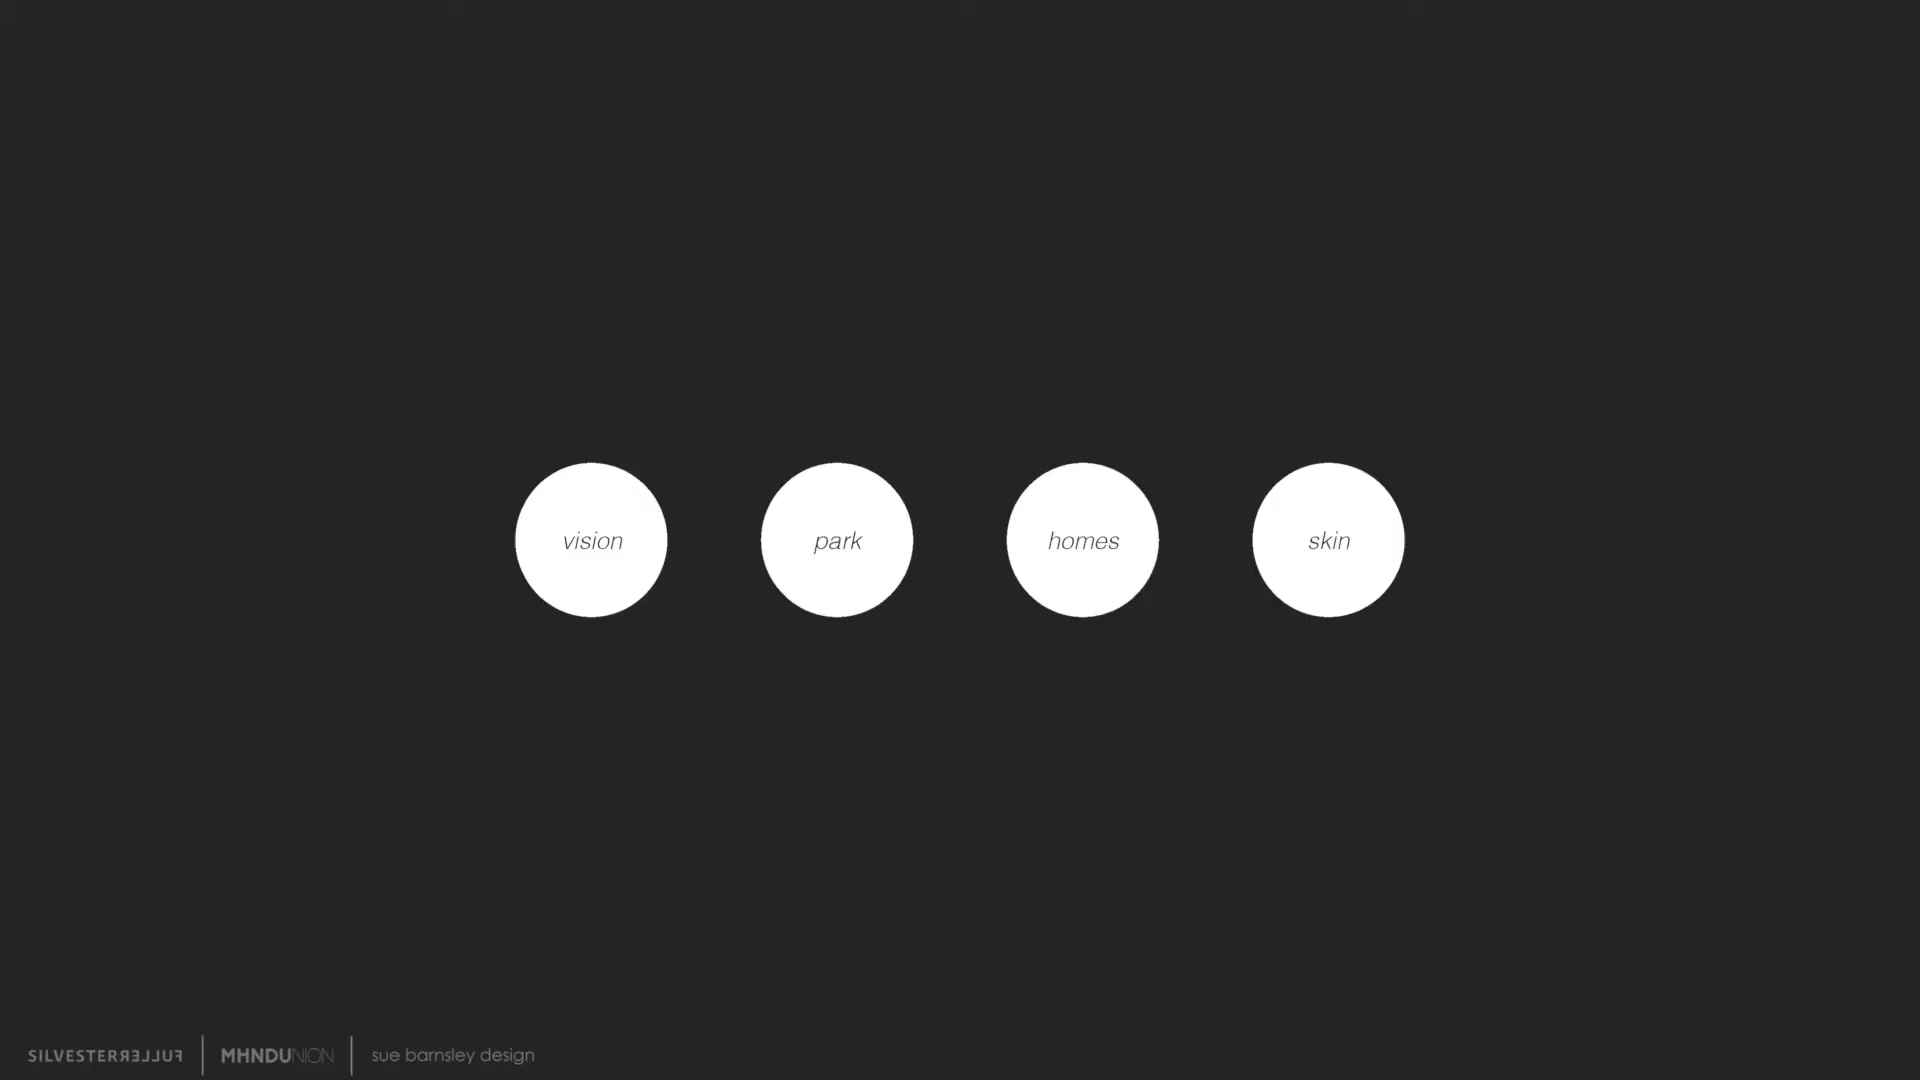 vision
park
homes
skin
SILVESTERFULLER
MHNDUNION
sue barnsley design